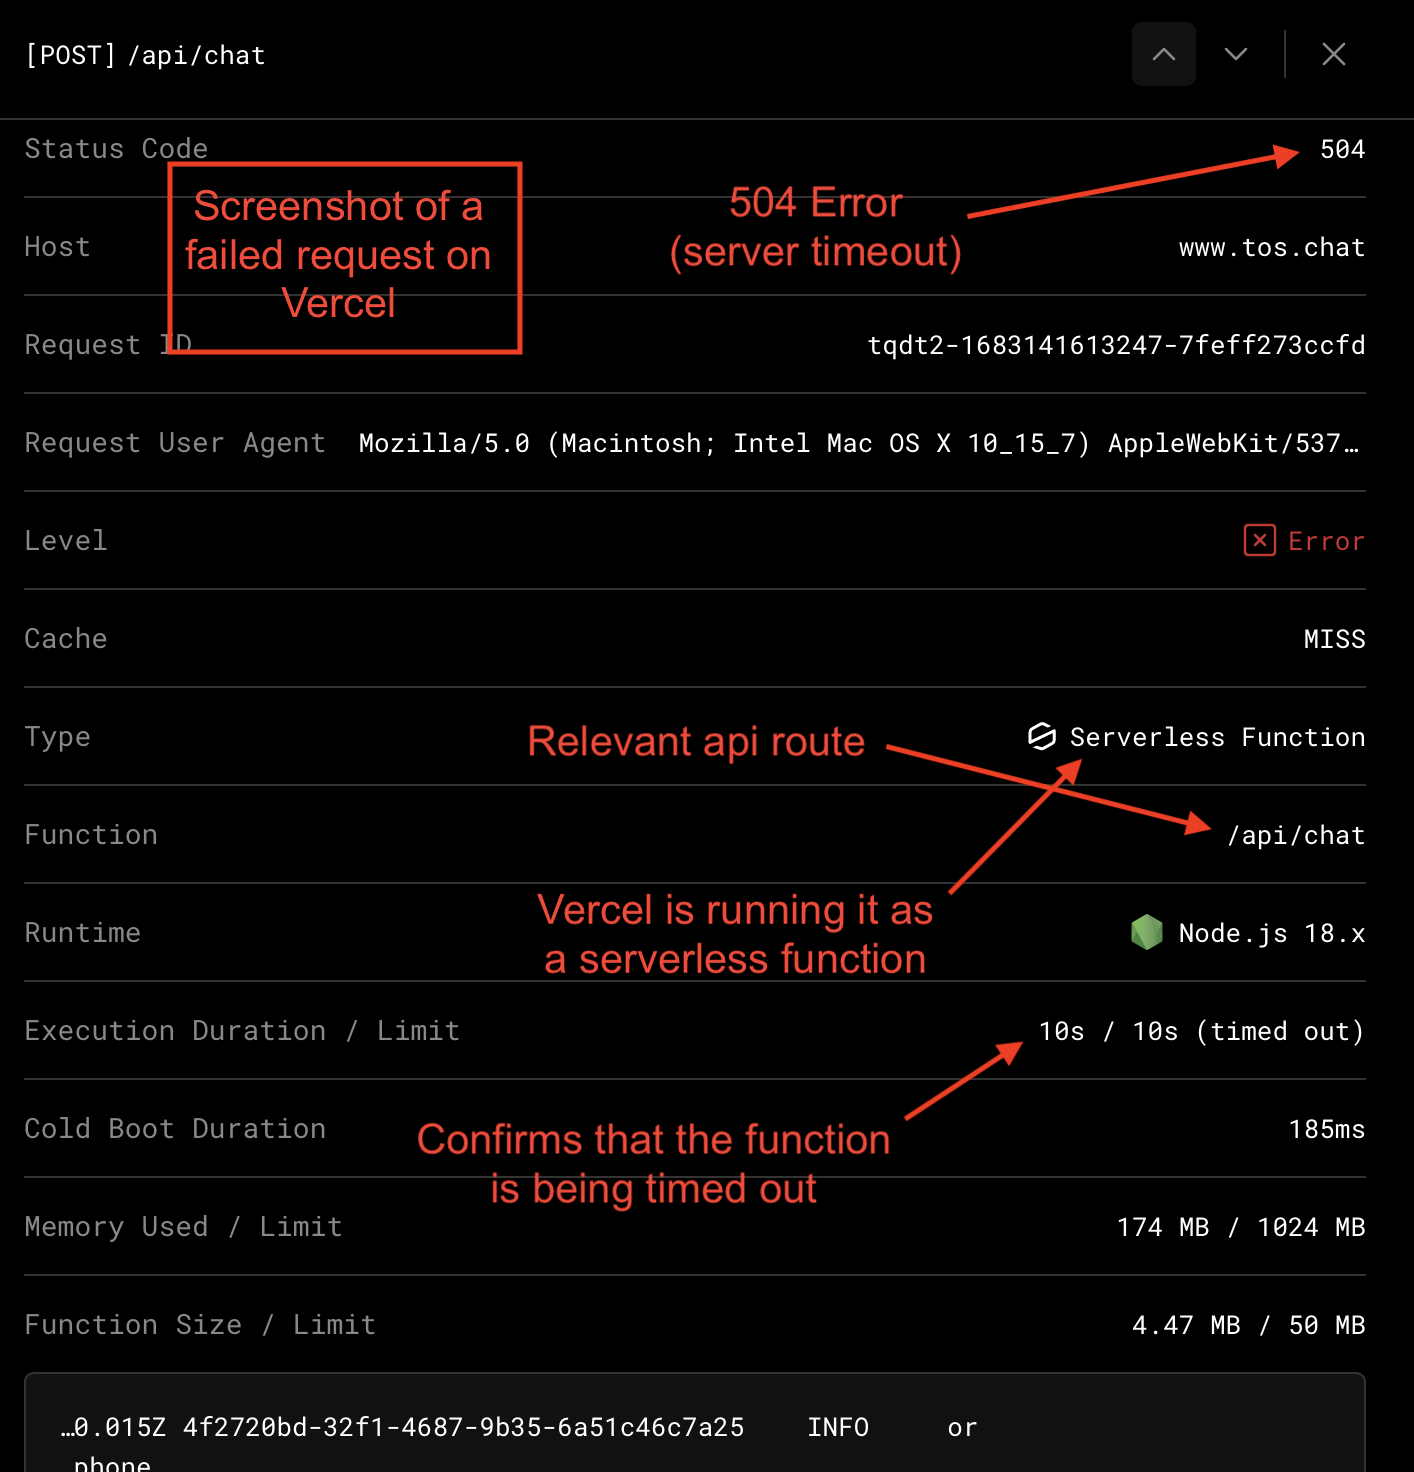 [POST] /api/chat
Status Code 504
Screenshot of a
failed request on
Vercel
504 Error
(server timeout)
Host www.tos.chat
Request ID tqdt2-1683141613247-7feff273ccfd
Request User Agent Mozilla/5.0 (Macintosh; Intel Mac OS X 10_15_7) AppleWebKit/537…
Level Error
Cache MISS
Type Serverless Function
Relevant api route
Function /api/chat
Vercel is running it as
a serverless function
Runtime Node.js 18.x
Execution Duration / Limit 10s / 10s (timed out)
Confirms that the function
is being timed out
Cold Boot Duration 185ms
Memory Used / Limit 174 MB / 1024 MB
Function Size / Limit 4.47 MB / 50 MB
…0.015Z 4f2720bd-32f1-4687-9b35-6a51c46c7a25 INFO or
phone